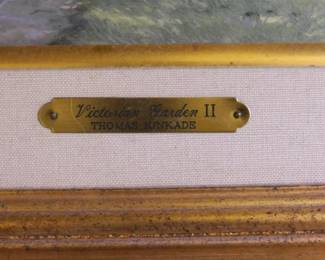 Victorian Garden II
THOMAS KINKADE